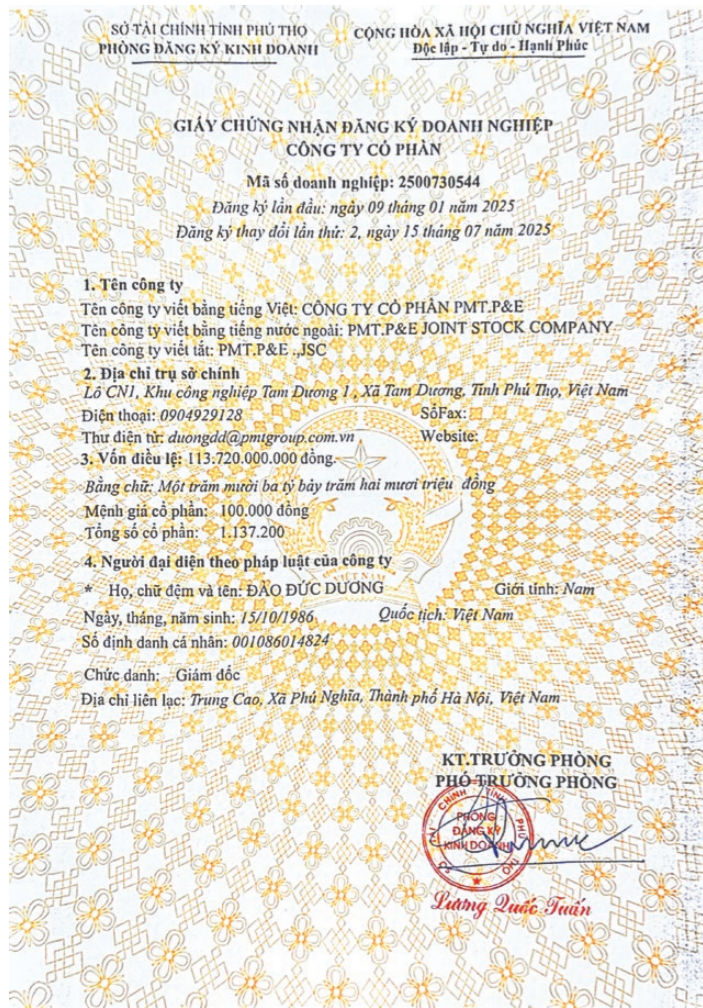 SỞ TÀI CHÍNH TỈNH PHÚ THỌ
PHÒNG ĐĂNG KÝ KINH DOANH
CỘNG HÒA XÃ HỘI CHỦ NGHĨA VIỆT NAM
Độc lập - Tự do - Hạnh Phúc
GIẤY CHỨNG NHẬN ĐĂNG KÝ DOANH NGHIỆP
CÔNG TY CỔ PHẦN
Mã số doanh nghiệp: 2500730544
Đăng ký lần đầu: ngày 09 tháng 01 năm 2025
Đăng ký thay đổi lần thứ: 2, ngày 15 tháng 07 năm 2025
1. Tên công ty
Tên công ty viết bằng tiếng Việt: CÔNG TY CỔ PHẦN PMT.P&E
Tên công ty viết bằng tiếng nước ngoài: PMT.P&E JOINT STOCK COMPANY
Tên công ty viết tắt: PMT.P&E .,JSC
2. Địa chỉ trụ sở chính
Lô CN1, Khu công nghiệp Tam Dương 1 , Xã Tam Dương, Tỉnh Phú Thọ, Việt Nam
Điện thoại: 0904929128 SốFax:
Thư điện tử: duongdd@pmtgroup.com.vn Website:
3. Vốn điều lệ: 113.720.000.000 đồng.
Bằng chữ: Một trăm mười ba tỷ bảy trăm hai mươi triệu đồng
Mệnh giá cổ phần: 100.000 đồng
Tổng số cổ phần: 1.137.200
4. Người đại diện theo pháp luật của công ty
* Họ, chữ đệm và tên: ĐÀO ĐỨC DƯƠNG Giới tính: Nam
Ngày, tháng, năm sinh: 15/10/1986 Quốc tịch: Việt Nam
Số định danh cá nhân: 001086014824
Chức danh: Giám đốc
Địa chỉ liên lạc: Trung Cao, Xã Phú Nghĩa, Thành phố Hà Nội, Việt Nam
KT.TRƯỞNG PHÒNG
PHÓ TRƯỞNG PHÒNG
SỞ TÀI CHÍNH TỈNH PHÚ THỌ
PHÒNG
ĐĂNG KÝ
KINH DOANH
Lương Quốc Tuấn